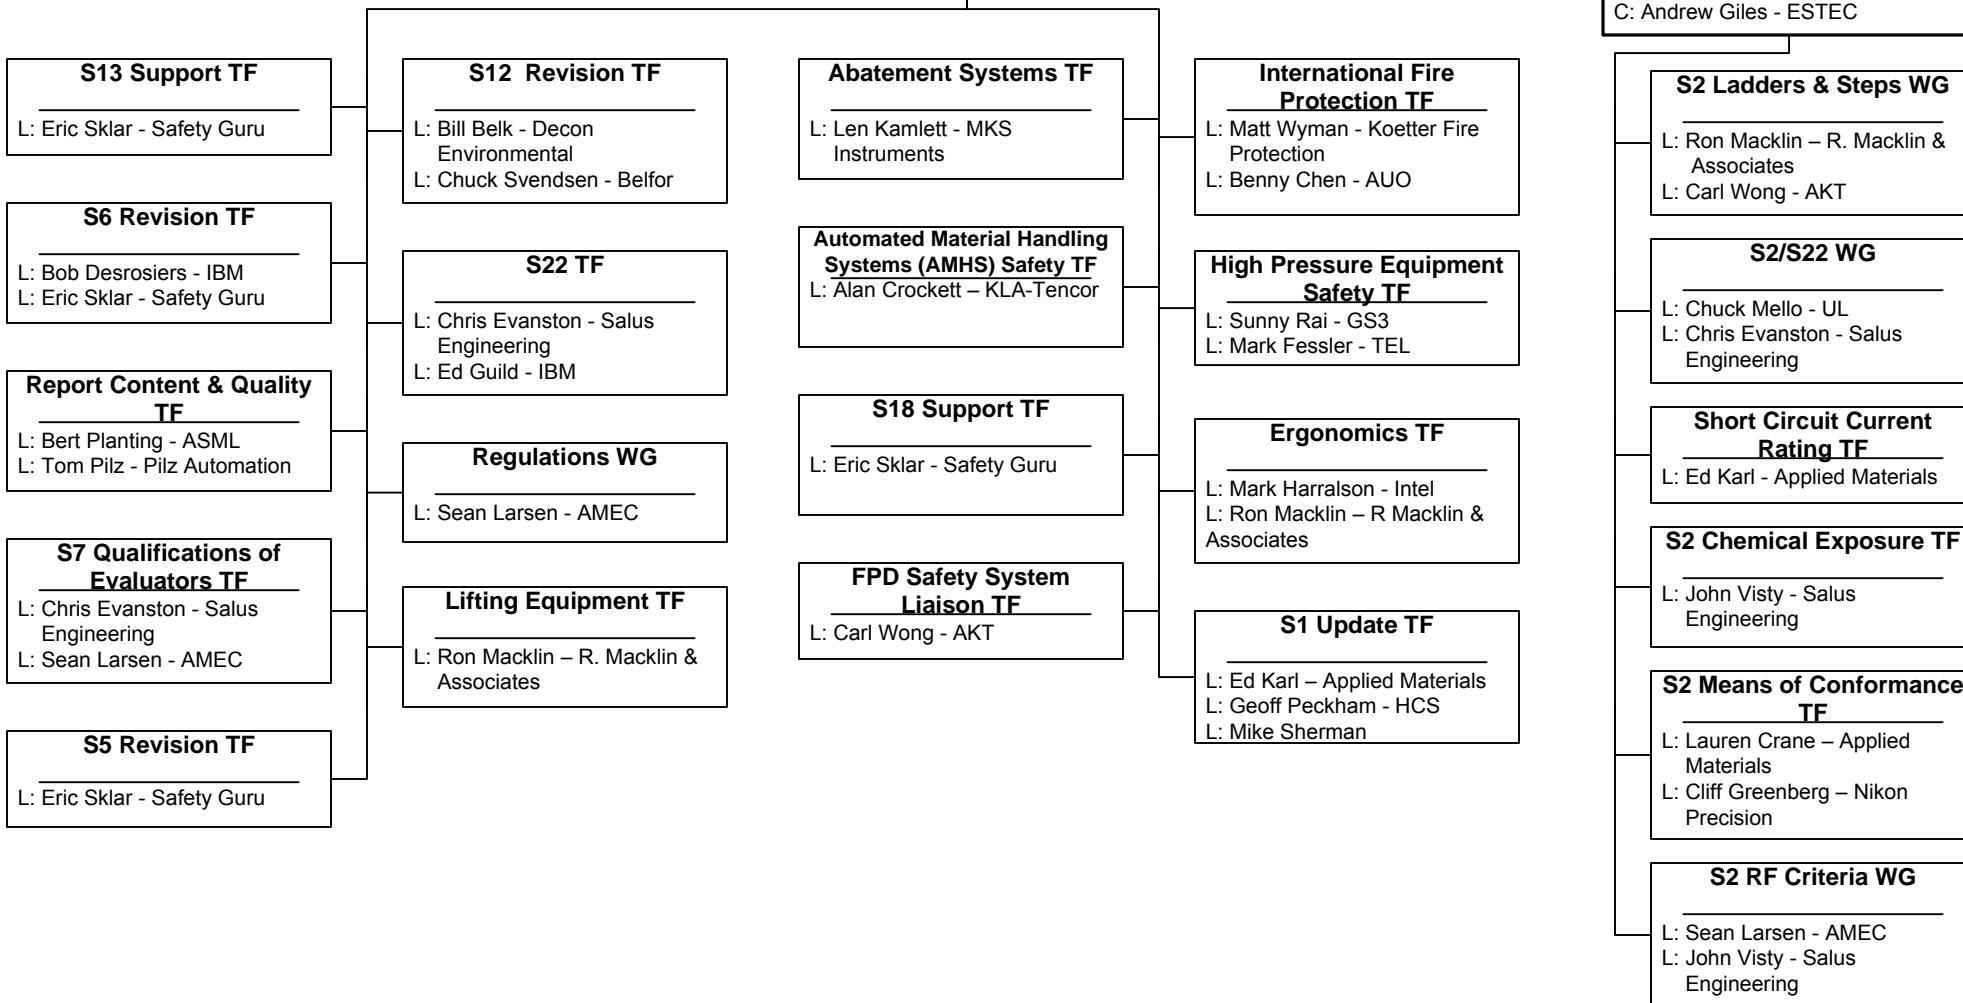 C: Andrew Giles - ESTEC
S13 Support TF
L: Eric Sklar - Safety Guru
S6 Revision TF
L: Bob Desrosiers - IBM
L: Eric Sklar - Safety Guru
Report Content & Quality
TF
L: Bert Planting - ASML
L: Tom Pilz - Pilz Automation
S7 Qualifications of
Evaluators TF
L: Chris Evanston - Salus
Engineering
L: Sean Larsen - AMEC
S5 Revision TF
L: Eric Sklar - Safety Guru
S12 Revision TF
L: Bill Belk - Decon
Environmental
L: Chuck Svendsen - Belfor
S22 TF
L: Chris Evanston - Salus
Engineering
L: Ed Guild - IBM
Regulations WG
L: Sean Larsen - AMEC
Lifting Equipment TF
L: Ron Macklin – R. Macklin &
Associates
Abatement Systems TF
L: Len Kamlett - MKS
Instruments
Automated Material Handling
Systems (AMHS) Safety TF
L: Alan Crockett – KLA-Tencor
S18 Support TF
L: Eric Sklar - Safety Guru
FPD Safety System
Liaison TF
L: Carl Wong - AKT
International Fire
Protection TF
L: Matt Wyman - Koetter Fire
Protection
L: Benny Chen - AUO
High Pressure Equipment
Safety TF
L: Sunny Rai - GS3
L: Mark Fessler - TEL
Ergonomics TF
L: Mark Harralson - Intel
L: Ron Macklin – R Macklin &
Associates
S1 Update TF
L: Ed Karl – Applied Materials
L: Geoff Peckham - HCS
L: Mike Sherman
S2 Ladders & Steps WG
L: Ron Macklin – R. Macklin &
Associates
L: Carl Wong - AKT
S2/S22 WG
L: Chuck Mello - UL
L: Chris Evanston - Salus
Engineering
Short Circuit Current
Rating TF
L: Ed Karl - Applied Materials
S2 Chemical Exposure TF
L: John Visty - Salus
Engineering
S2 Means of Conformance
TF
L: Lauren Crane – Applied
Materials
L: Cliff Greenberg – Nikon
Precision
S2 RF Criteria WG
L: Sean Larsen - AMEC
L: John Visty - Salus
Engineering